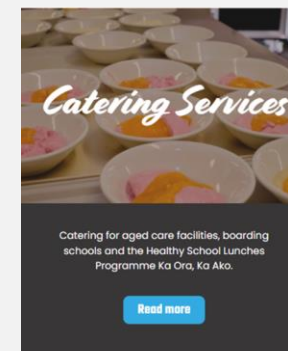 Catering Services
Catering for aged care facilities, boarding
schools and the Healthy School Lunches
Programme Ka Ora, Ka Ako.
Read more